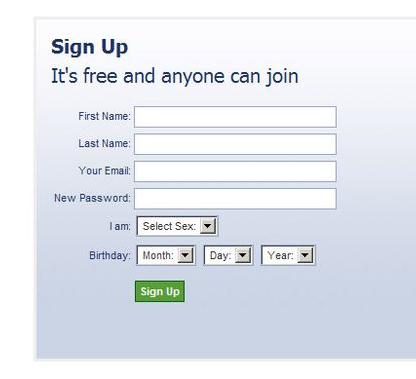 Sign Up
It's free and anyone can join
First Name:
Last Name:
Your Email:
New Password:
I am: Select Sex:
Birthday: Month: Day: Year:
Sign Up